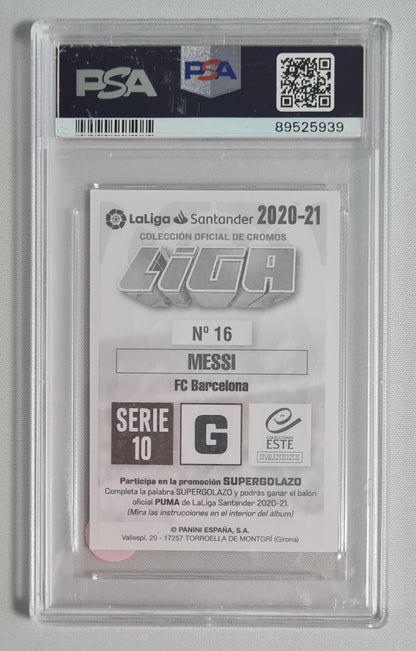 PSA
PSA
89525939
LaLiga Santander 2020-21
COLECCIÓN OFICIAL DE CROMOS
LiGA
Nº 16
MESSI
FC Barcelona
SERIE
10
G
COLECCIONES
ESTE
PANINI
Participa en la promoción SUPERGOLAZO
Completa la palabra SUPERGOLAZO y podrás ganar el balón
oficial PUMA de LaLiga Santander 2020-21.
(Mira las instrucciones en el interior del álbum)
© PANINI ESPAÑA, S.A.
Vallespí, 20 - 17257 TORROELLA DE MONTGRÍ (Girona)